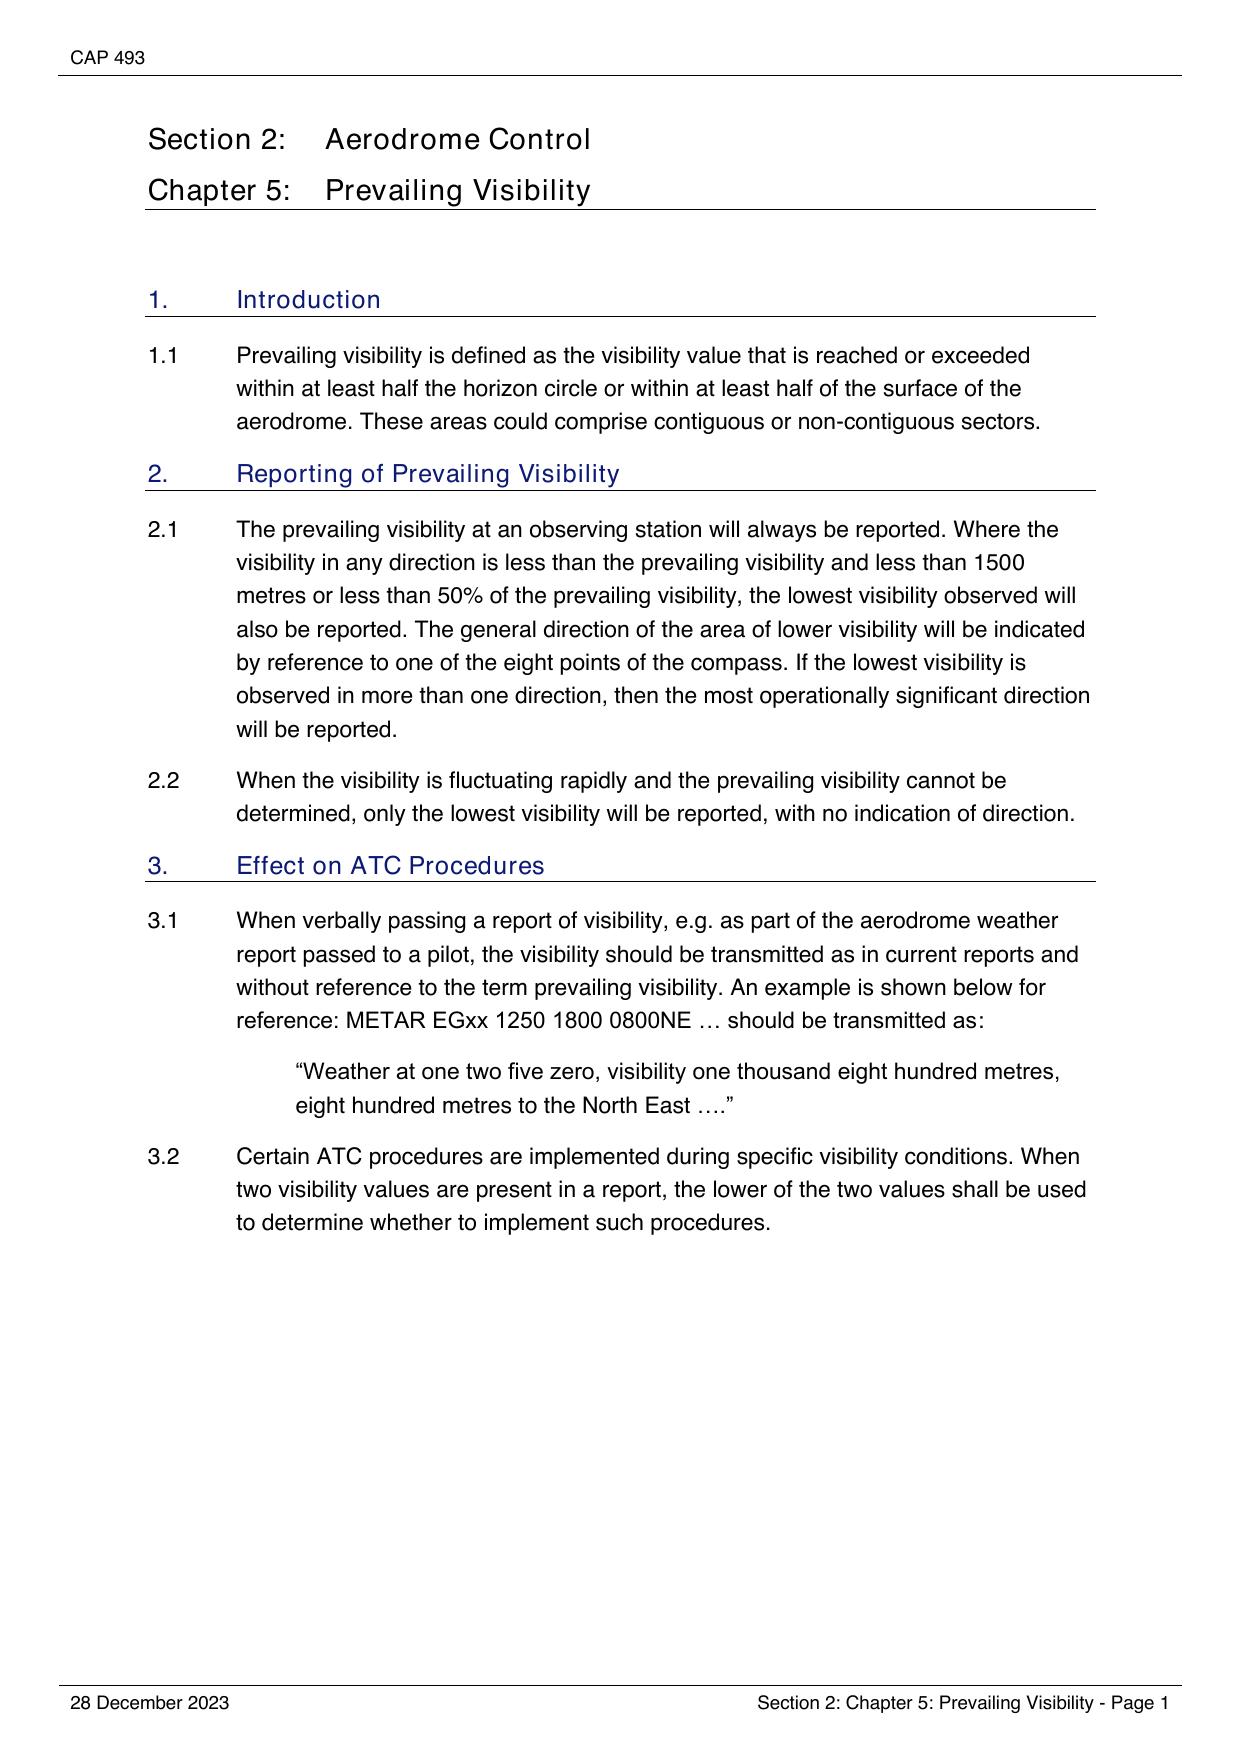 CAP 493
Section 2: Aerodrome Control
Chapter 5: Prevailing Visibility
1. Introduction
1.1 Prevailing visibility is defined as the visibility value that is reached or exceeded
within at least half the horizon circle or within at least half of the surface of the
aerodrome. These areas could comprise contiguous or non-contiguous sectors.
2. Reporting of Prevailing Visibility
2.1 The prevailing visibility at an observing station will always be reported. Where the
visibility in any direction is less than the prevailing visibility and less than 1500
metres or less than 50% of the prevailing visibility, the lowest visibility observed will
also be reported. The general direction of the area of lower visibility will be indicated
by reference to one of the eight points of the compass. If the lowest visibility is
observed in more than one direction, then the most operationally significant direction
will be reported.
2.2 When the visibility is fluctuating rapidly and the prevailing visibility cannot be
determined, only the lowest visibility will be reported, with no indication of direction.
3. Effect on ATC Procedures
3.1 When verbally passing a report of visibility, e.g. as part of the aerodrome weather
report passed to a pilot, the visibility should be transmitted as in current reports and
without reference to the term prevailing visibility. An example is shown below for
reference: METAR EGxx 1250 1800 0800NE … should be transmitted as:
“Weather at one two five zero, visibility one thousand eight hundred metres,
eight hundred metres to the North East ….”
3.2 Certain ATC procedures are implemented during specific visibility conditions. When
two visibility values are present in a report, the lower of the two values shall be used
to determine whether to implement such procedures.
28 December 2023 Section 2: Chapter 5: Prevailing Visibility - Page 1